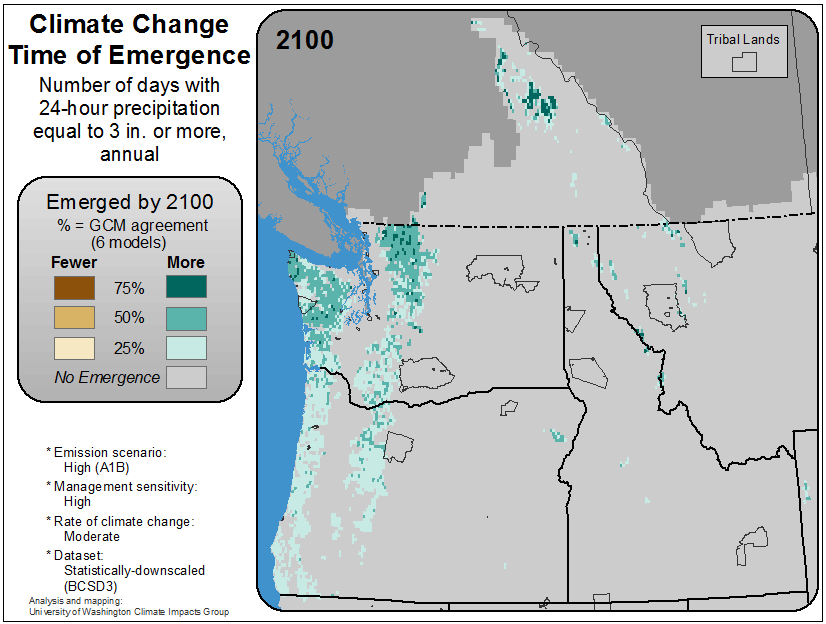 Climate Change
Time of Emergence
Number of days with
24-hour precipitation
equal to 3 in. or more,
annual
Emerged by 2100
% = GCM agreement
(6 models)
Fewer More
75%
50%
25%
No Emergence
* Emission scenario:
High (A1B)
* Management sensitivity:
High
* Rate of climate change:
Moderate
* Dataset:
Statistically-downscaled
(BCSD3)
Analysis and mapping:
University of Washington Climate Impacts Group
2100
Tribal Lands